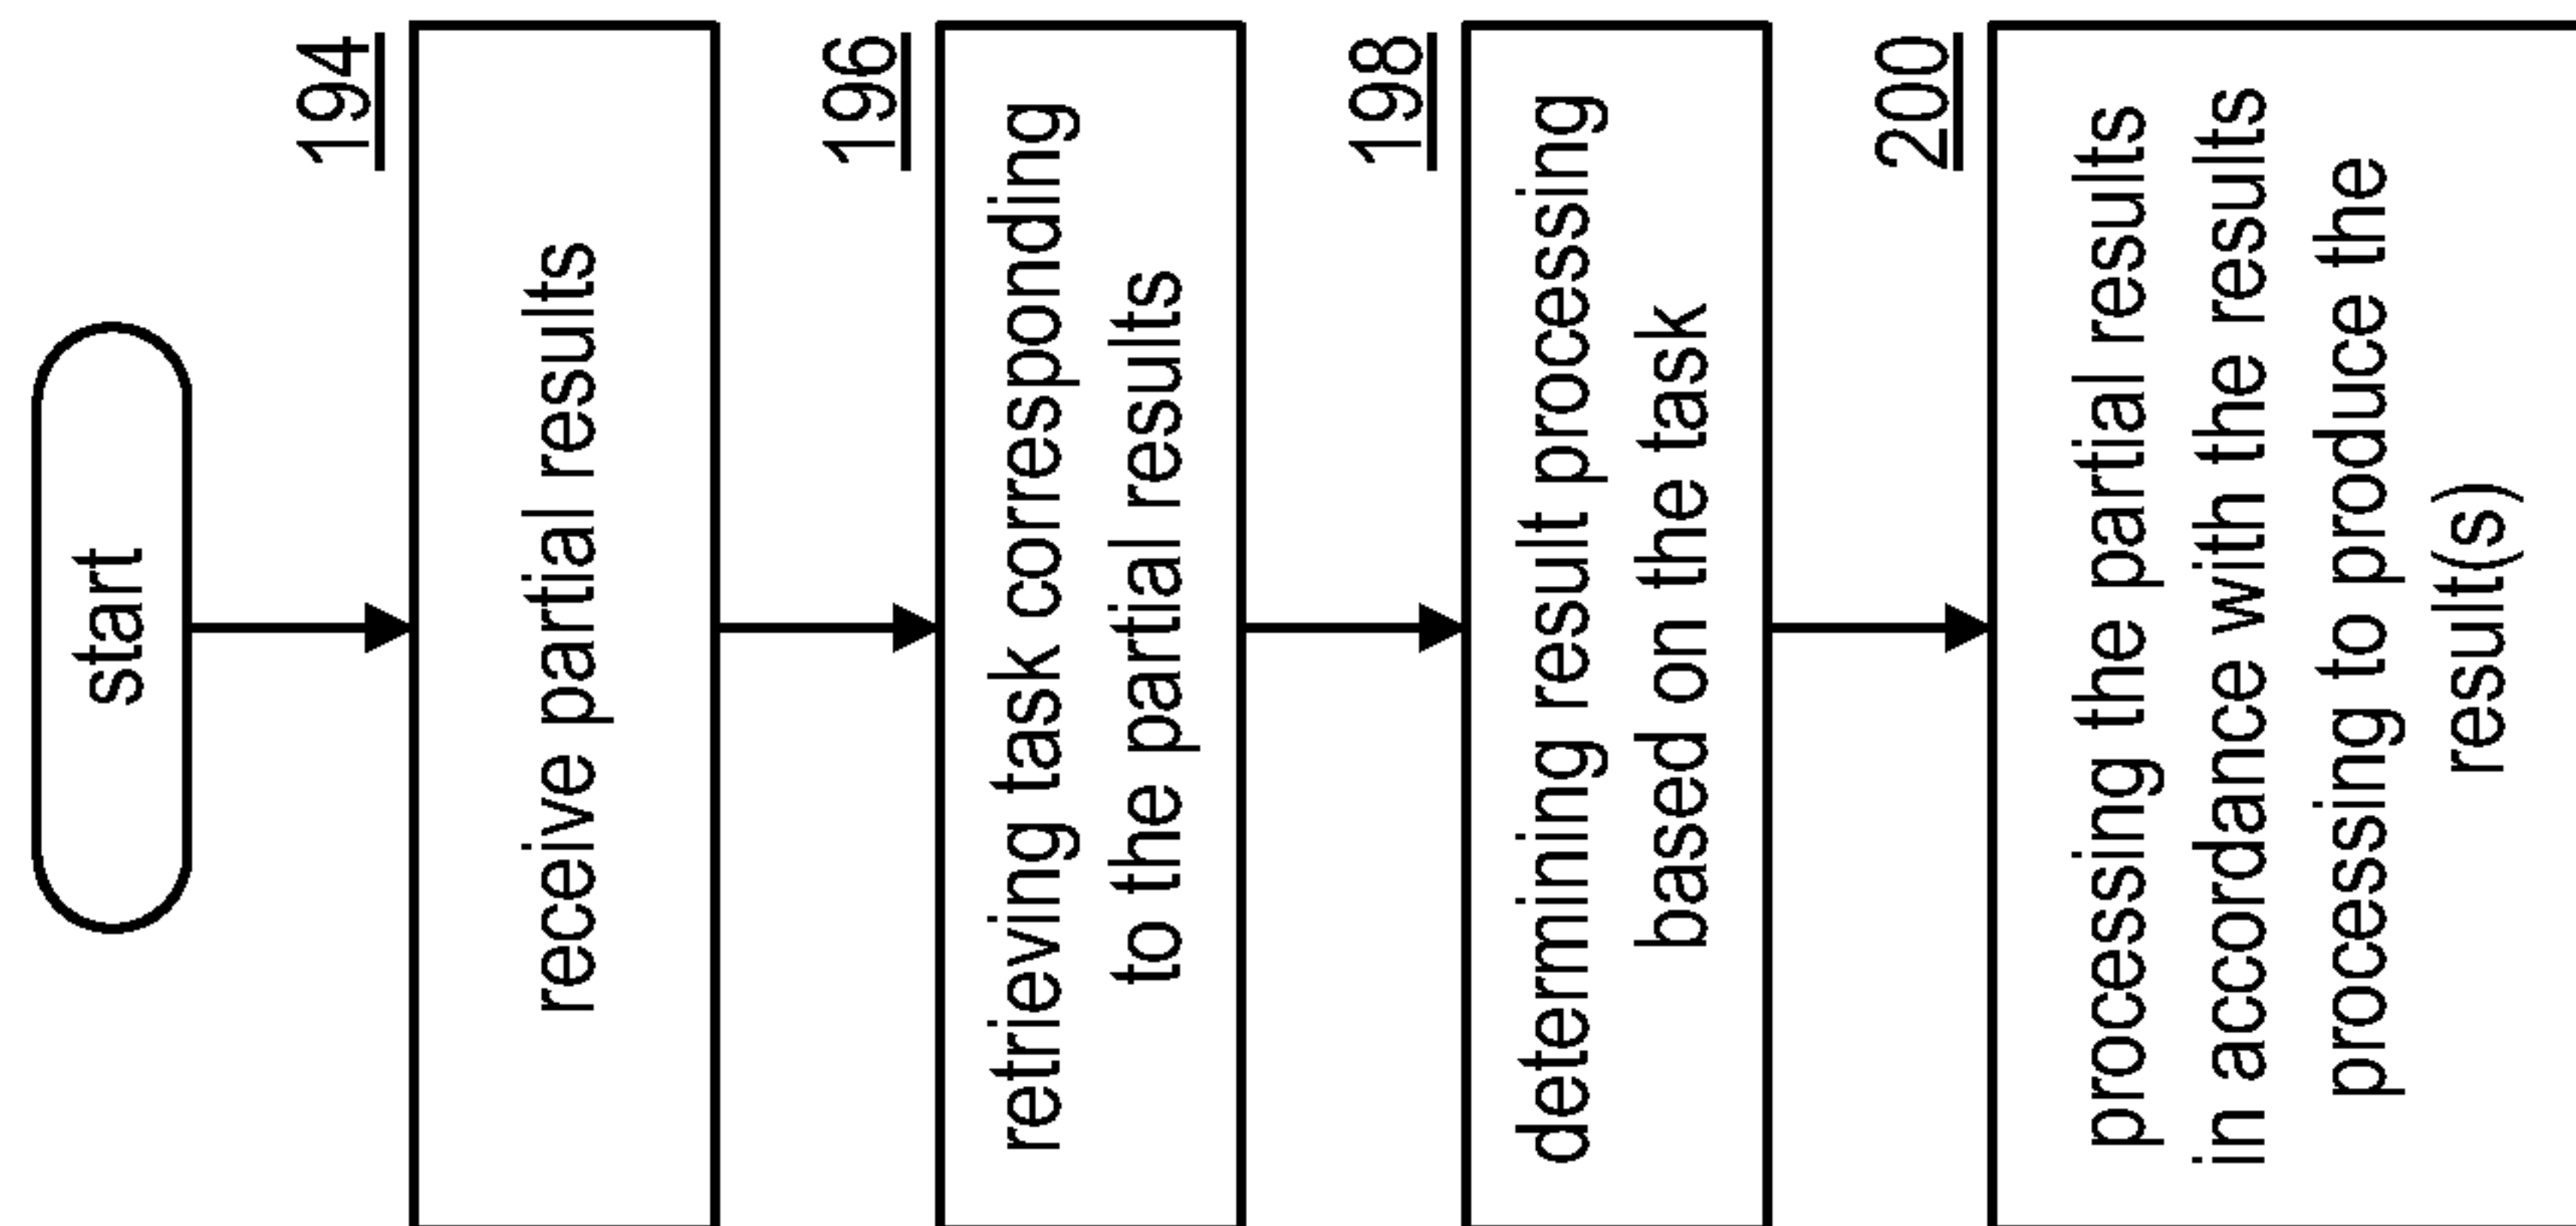 start
194
receive partial results
196
retrieving task corresponding
to the partial results
198
determining result processing
based on the task
200
processing the partial results
in accordance with the results
processing to produce the
result(s)